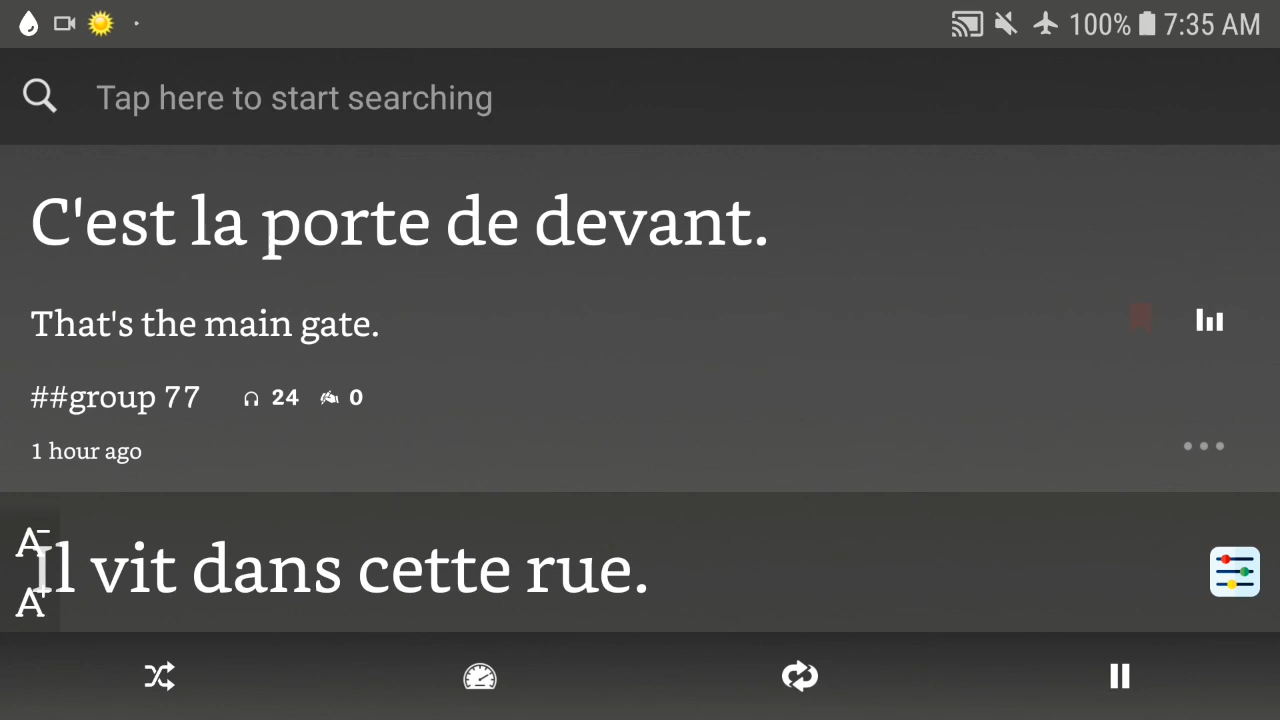 100% 7:35 AM
Tap here to start searching
C'est la porte de devant.
That's the main gate.
##group 77 24 0
1 hour ago
A-
Il vit dans cette rue.
A+